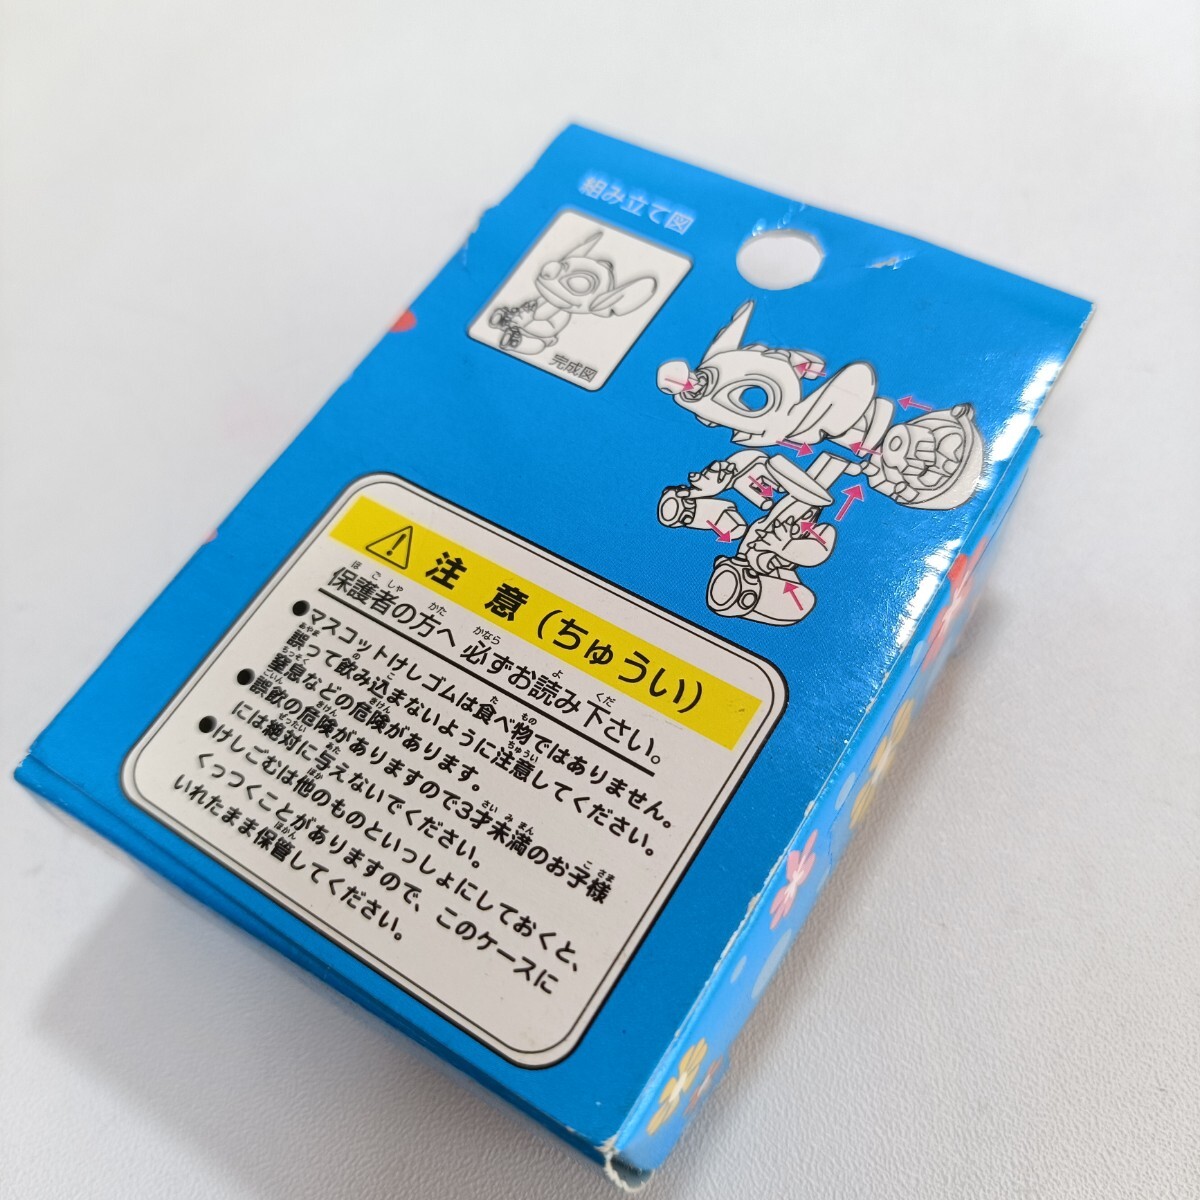 組み立て図
完成図
注意(ちゅうい)
保護者の方へ 必ずお読み下さい。
●マスコットけしゴムは食べ物ではありません。
誤って飲み込まないように注意してください。
窒息などの危険があります。
●誤飲の危険がありますので3才未満のお子様
には絶対に与えないでください。
●けしごむは他のものといっしょにしておくと、
くっつくことがありますので、このケースに
いれたまま保管してください。